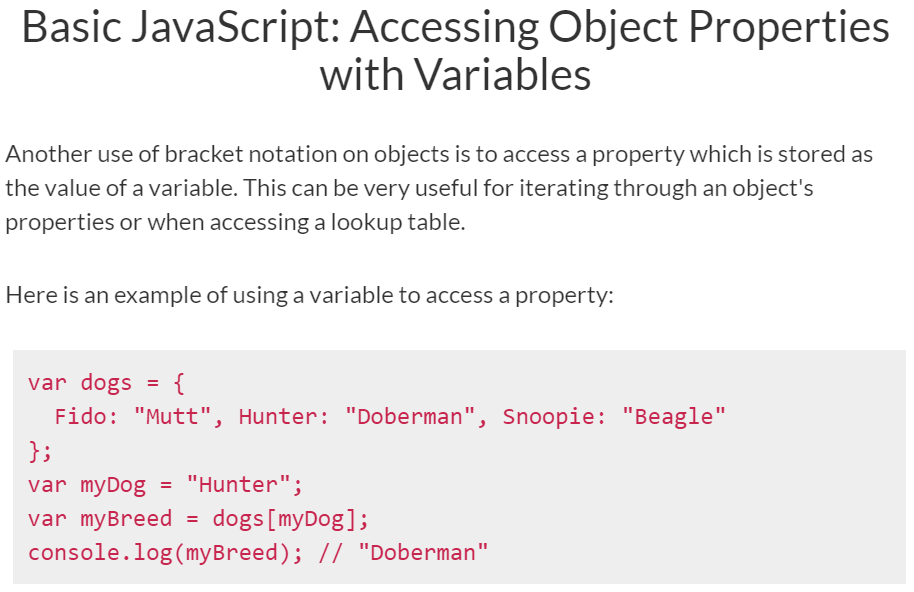 Basic JavaScript: Accessing Object Properties
with Variables
Another use of bracket notation on objects is to access a property which is stored as
the value of a variable. This can be very useful for iterating through an object's
properties or when accessing a lookup table.
Here is an example of using a variable to access a property:
var dogs = {
  Fido: "Mutt", Hunter: "Doberman", Snoopie: "Beagle"
};
var myDog = "Hunter";
var myBreed = dogs[myDog];
console.log(myBreed); // "Doberman"